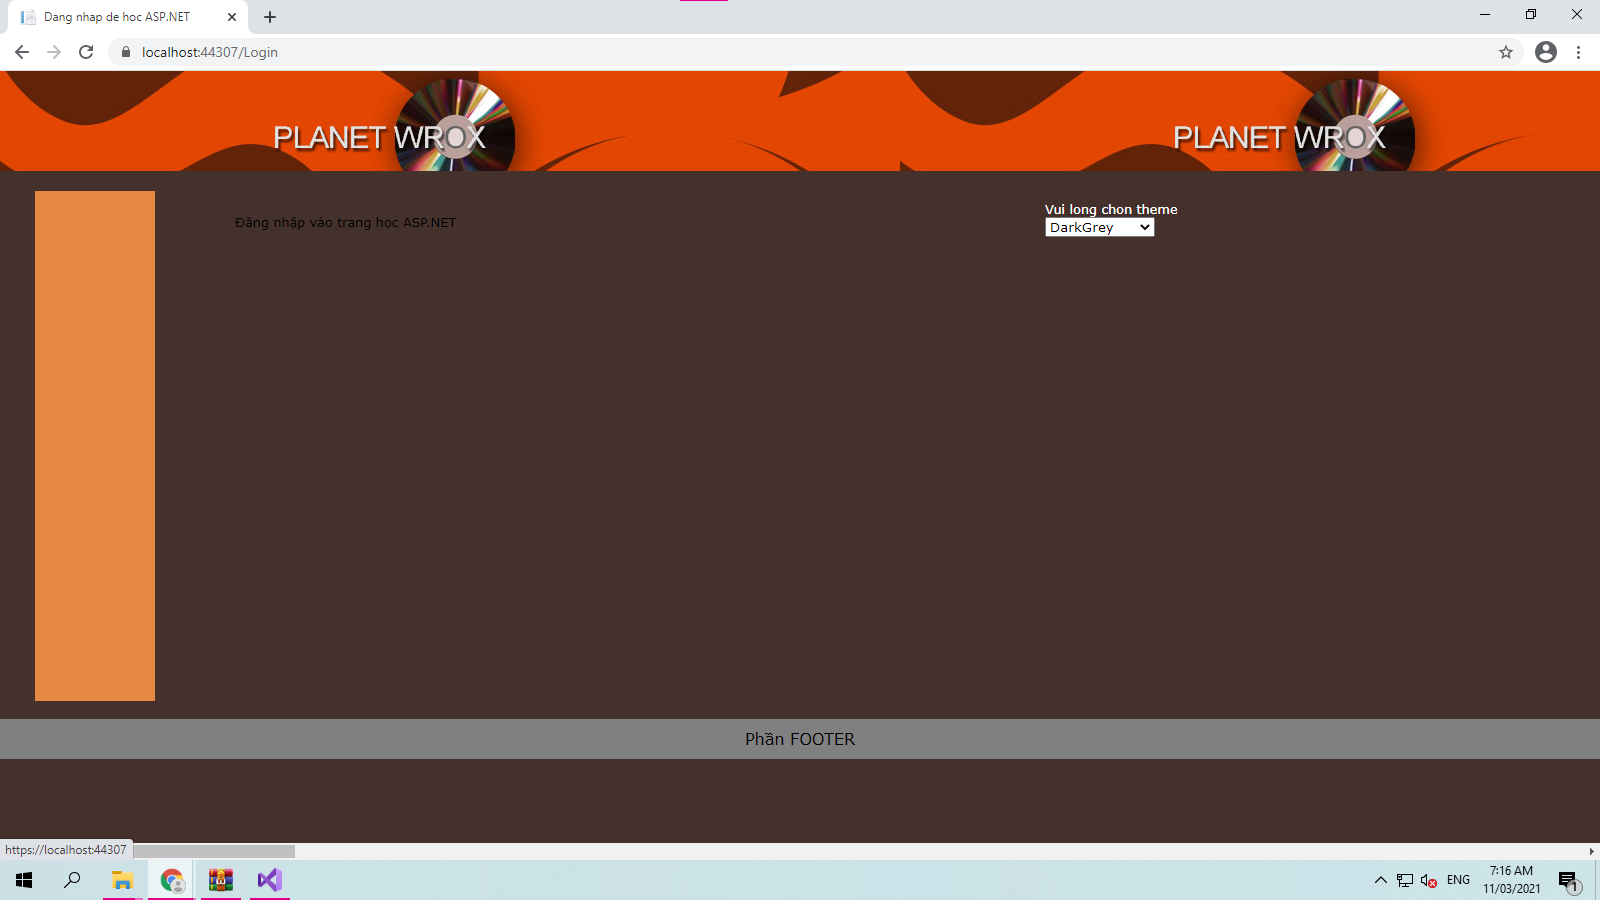 Dang nhap de hoc ASP.NET
localhost:44307/Login
PLANET WROX
PLANET WROX
Đăng nhập vào trang học ASP.NET
Vui long chon theme
DarkGrey
Phần FOOTER
https://localhost:44307
ENG
7:16 AM
11/03/2021
1